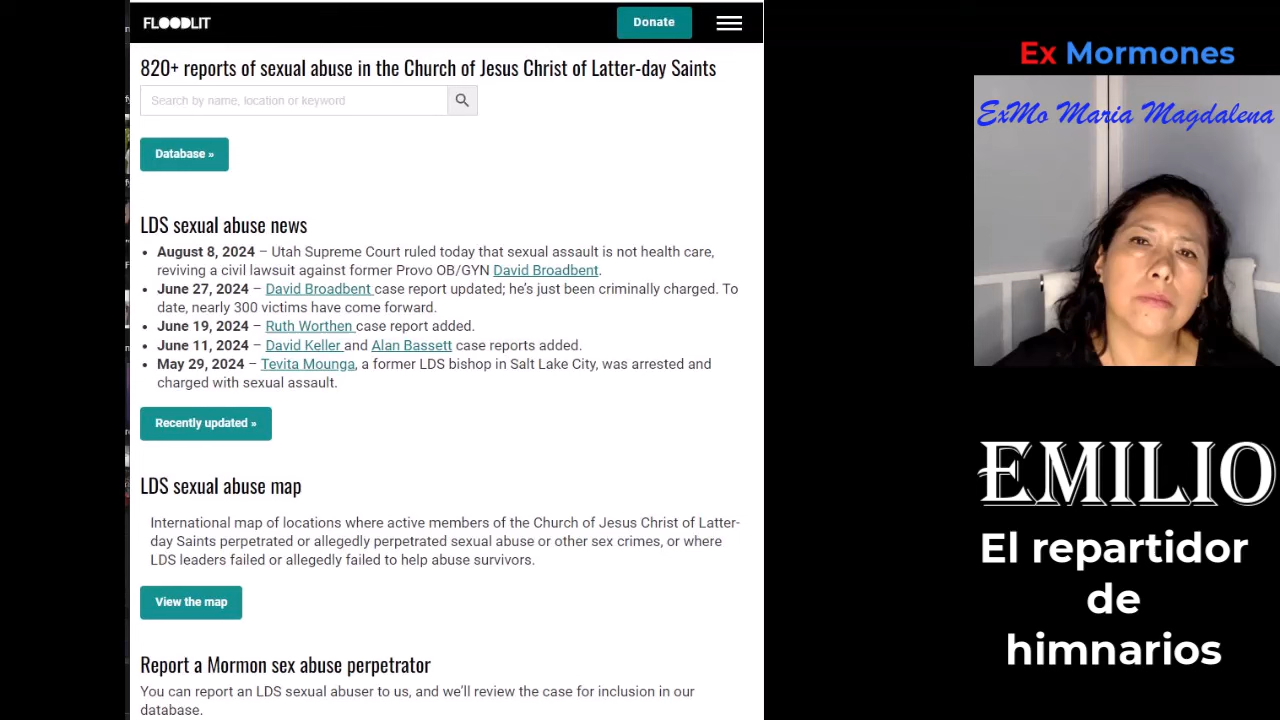 FLOODLIT
Donate
820+ reports of sexual abuse in the Church of Jesus Christ of Latter-day Saints
Search by name, location or keyword
Database »
LDS sexual abuse news
• August 8, 2024 – Utah Supreme Court ruled today that sexual assault is not health care,
reviving a civil lawsuit against former Provo OB/GYN David Broadbent.
• June 27, 2024 – David Broadbent case report updated; he's just been criminally charged. To
date, nearly 300 victims have come forward.
• June 19, 2024 – Ruth Worthen case report added.
• June 11, 2024 – David Keller and Alan Bassett case reports added.
• May 29, 2024 – Tevita Mounga, a former LDS bishop in Salt Lake City, was arrested and
charged with sexual assault.
Recently updated »
LDS sexual abuse map
International map of locations where active members of the Church of Jesus Christ of Latter-
day Saints perpetrated or allegedly perpetrated sexual abuse or other sex crimes, or where
LDS leaders failed or allegedly failed to help abuse survivors.
View the map
Report a Mormon sex abuse perpetrator
You can report an LDS sexual abuser to us, and we'll review the case for inclusion in our
database.
Ex Mormones
ExMo Maria Magdalena
EMILIO
El repartidor
de
himnarios